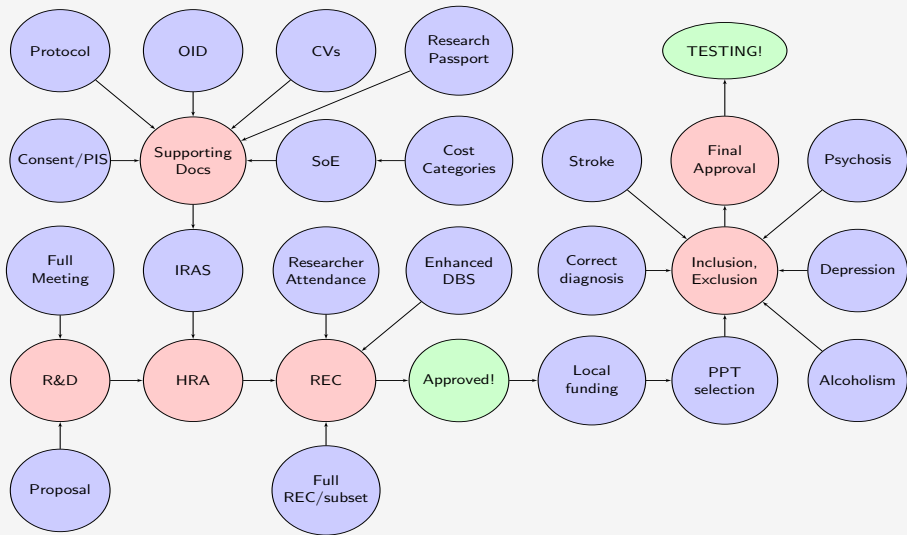 Protocol
OID
CVs
Research
Passport
TESTING!
Consent/PIS
Supporting
Docs
SoE
Cost
Categories
Stroke
Final
Approval
Psychosis
Full
Meeting
IRAS
Researcher
Attendance
Enhanced
DBS
Correct
diagnosis
Inclusion,
Exclusion
Depression
R&D
HRA
REC
Approved!
Local
funding
PPT
selection
Alcoholism
Proposal
Full
REC/subset